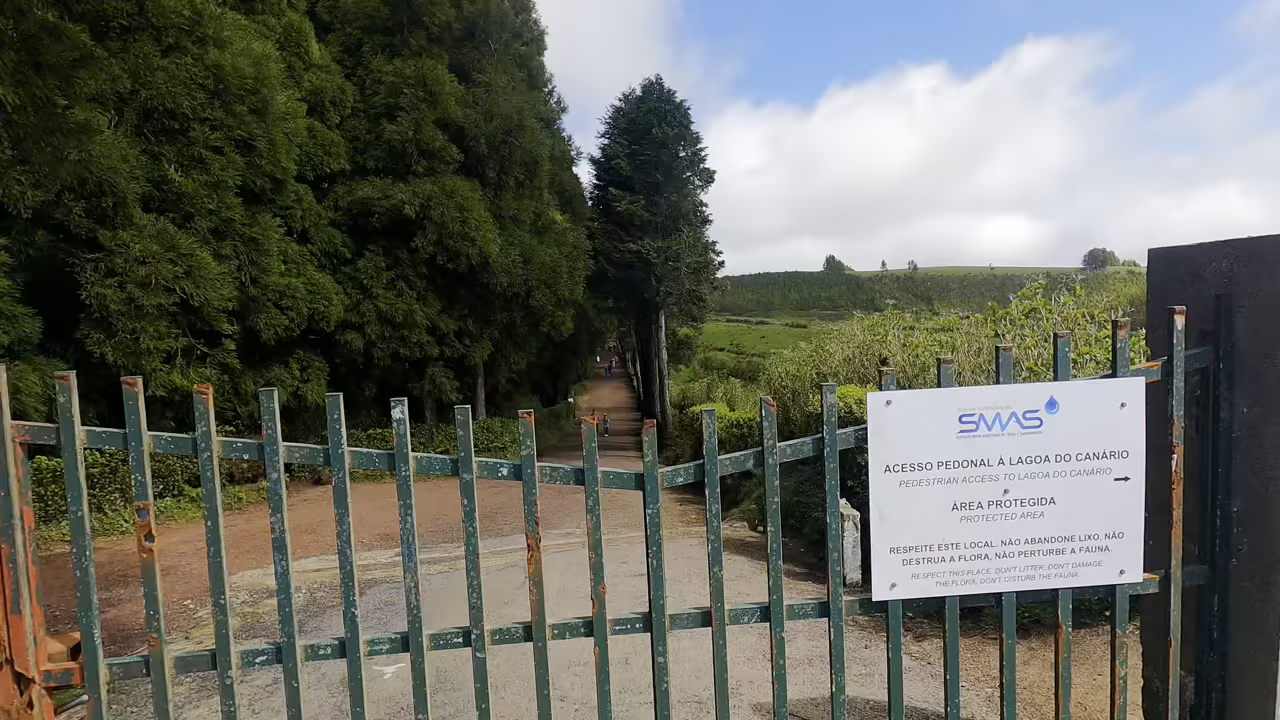 SMAS
ACESSO PEDONAL À LAGOA DO CANÁRIO
PEDESTRIAN ACCESS TO LAGOA DO CANÁRIO
ÁREA PROTEGIDA
PROTECTED AREA
RESPEITE ESTE LOCAL. NÃO ABANDONE LIXO, NÃO
DESTRUA A FLORA, NÃO PERTURBE A FAUNA.
RESPECT THIS PLACE. DON'T LITTER, DON'T DAMAGE
THE FLORA, DON'T DISTURB THE FAUNA.